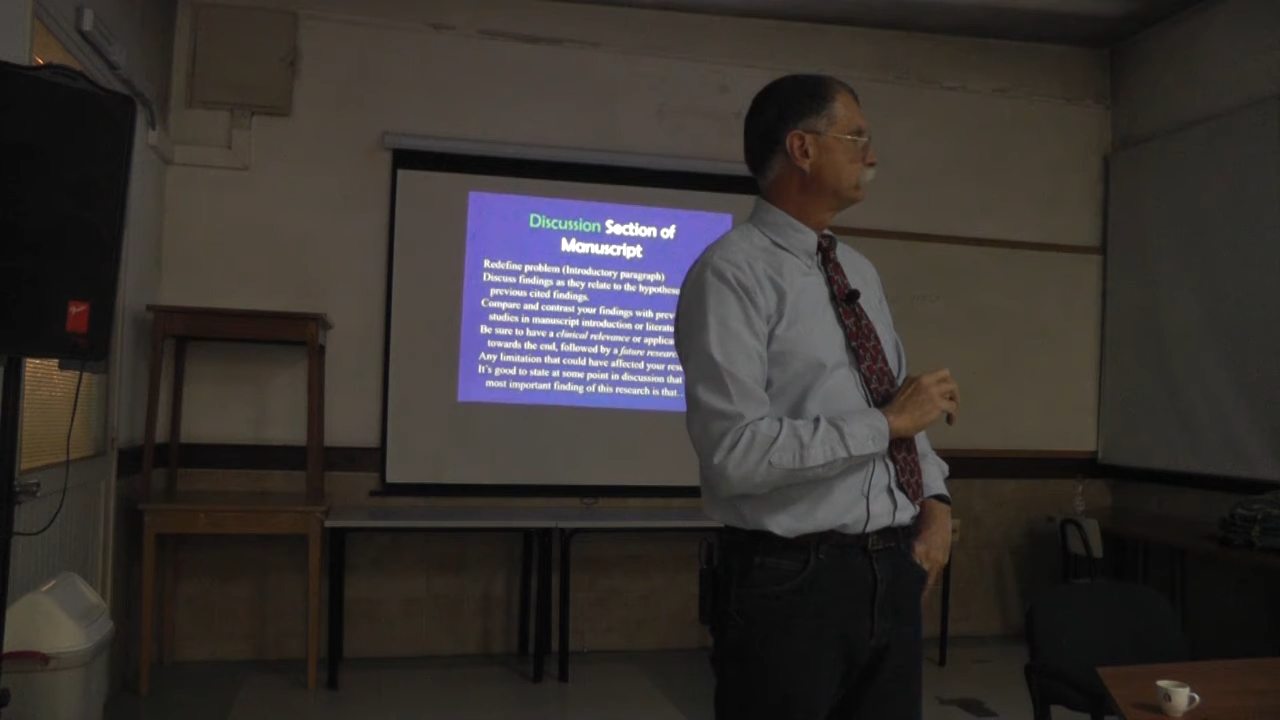 Discussion Section of
Manuscript
Redefine problem (Introductory paragraph)
Discuss findings as they relate to the hypothese
previous cited findings.
Compare and contrast your findings with prev
studies in manuscript introduction or literatu
Be sure to have a clinical relevance or applica
towards the end, followed by a future resear
Any limitation that could have affected your res
It's good to state at some point in discussion that
most important finding of this research is that..